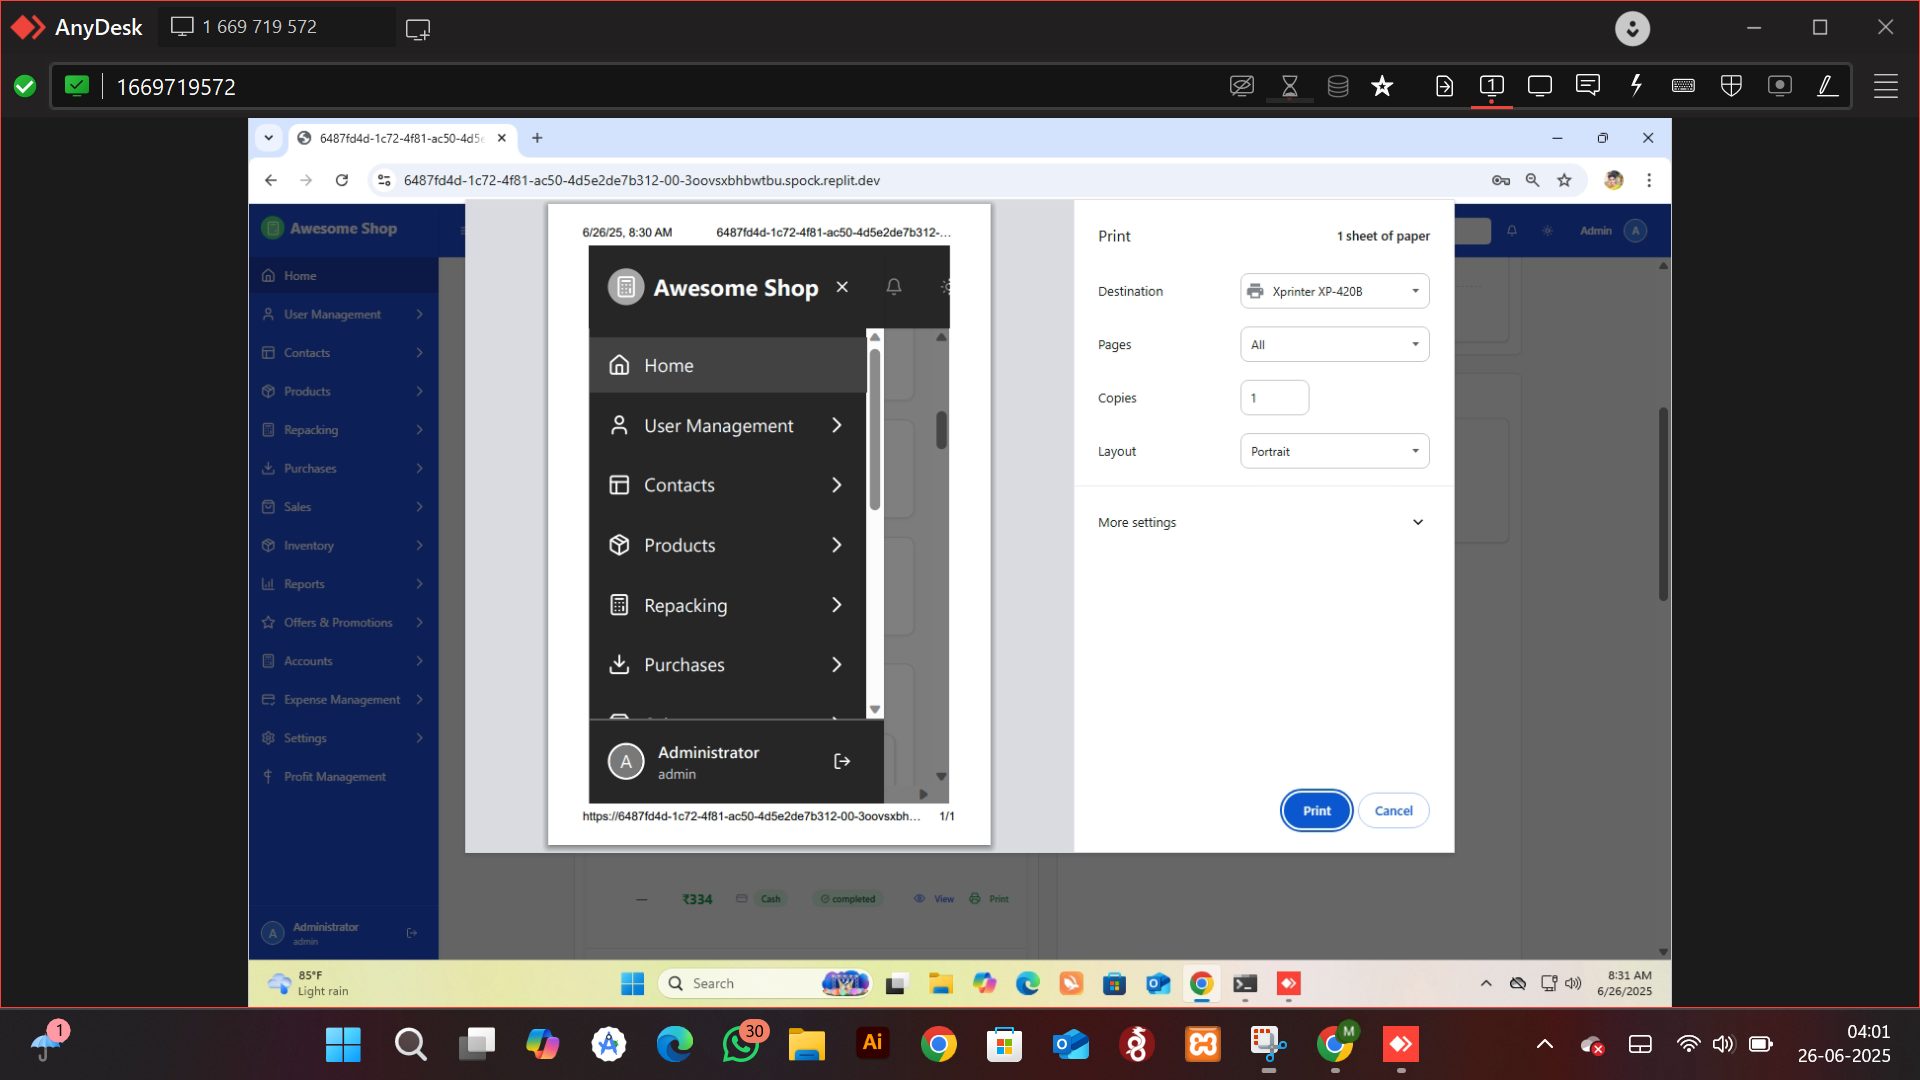 AnyDesk
1 669 719 572
1669719572
1
6487fd4d-1c72-4f81-ac50-4d5e
6487fd4d-1c72-4f81-ac50-4d5e2de7b312-00-3oovsxbhbwtbu.spock.replit.dev
Awesome Shop
Admin
A
Home
User Management
Contacts
Products
Repacking
Purchases
Sales
Inventory
Reports
Offers & Promotions
Accounts
Expense Management
Settings
Profit Management
A
Administrator
admin
6/26/25, 8:30 AM
6487fd4d-1c72-4f81-ac50-4d5e2de7b312-...
Awesome Shop
Home
User Management
Contacts
Products
Repacking
Purchases
A
Administrator
admin
https://6487fd4d-1c72-4f81-ac50-4d5e2de7b312-00-3oovsxbh...
1/1
Print
1 sheet of paper
Destination
Xprinter XP-420B
Pages
All
Copies
1
Layout
Portrait
More settings
Print
Cancel
— ₹334 Cash completed View Print
85°F
Light rain
Search
8:31 AM
6/26/2025
1
30
Ai
M
04:01
26-06-2025